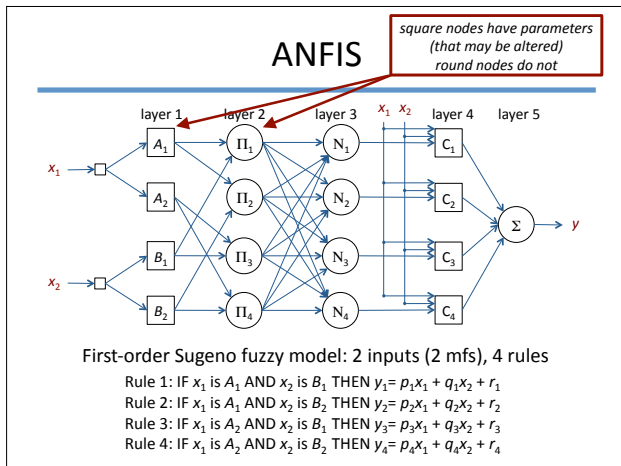 square nodes have parameters
(that may be altered)
round nodes do not
ANFIS
layer 1 layer 2 layer 3 x₁ x₂ layer 4 layer 5
A₁ Π₁ N₁ C₁
x₁
A₂ Π₂ N₂ C₂
Σ y
B₁ Π₃ N₃ C₃
x₂
B₂ Π₄ N₄ C₄
First-order Sugeno fuzzy model: 2 inputs (2 mfs), 4 rules
Rule 1: IF x₁ is A₁ AND x₂ is B₁ THEN y₁= p₁x₁ + q₁x₂ + r₁
Rule 2: IF x₁ is A₁ AND x₂ is B₂ THEN y₂= p₂x₁ + q₂x₂ + r₂
Rule 3: IF x₁ is A₂ AND x₂ is B₁ THEN y₃= p₃x₁ + q₃x₂ + r₃
Rule 4: IF x₁ is A₂ AND x₂ is B₂ THEN y₄= p₄x₁ + q₄x₂ + r₄